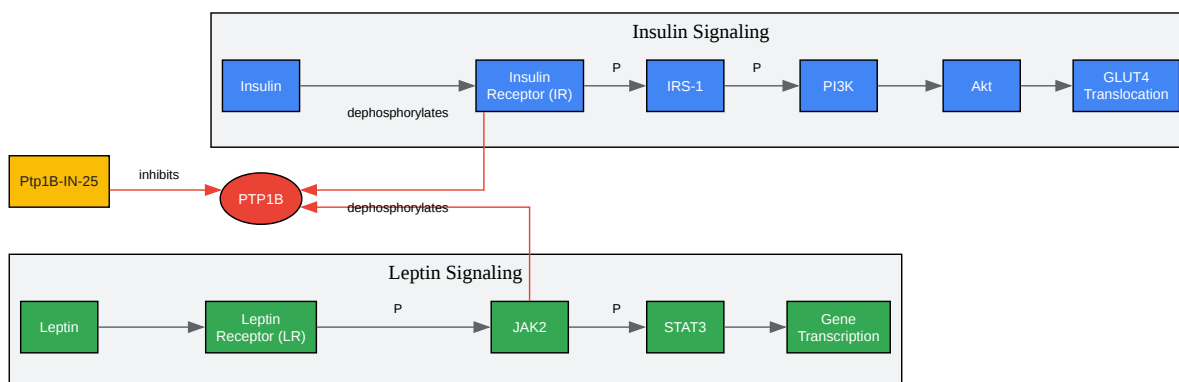 Insulin Signaling
Insulin
Insulin
Receptor (IR)
P
IRS-1
P
PI3K
Akt
GLUT4
Translocation
dephosphorylates
Ptp1B-IN-25
inhibits
PTP1B
dephosphorylates
Leptin Signaling
Leptin
Leptin
Receptor (LR)
P
JAK2
P
STAT3
Gene
Transcription